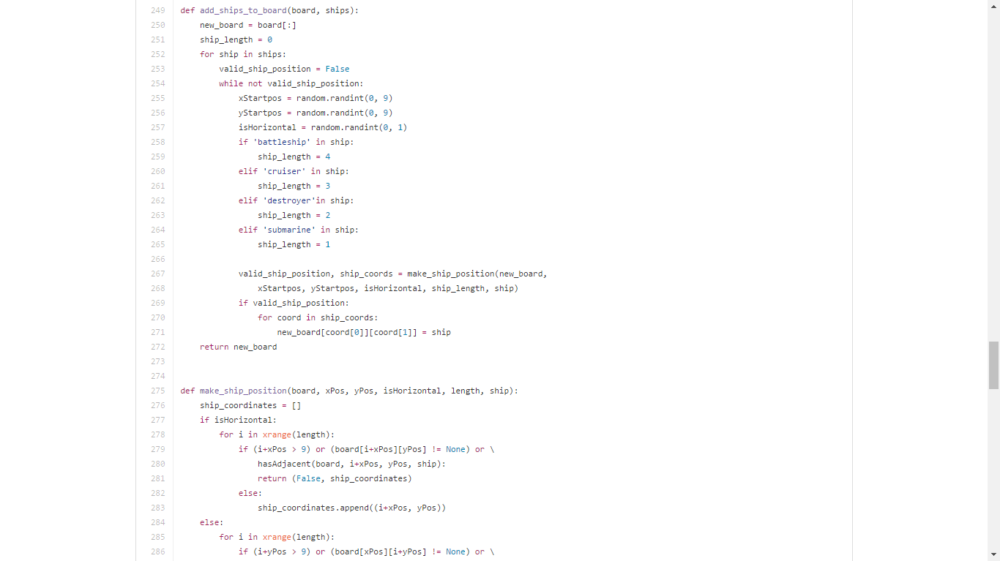 249 def add_ships_to_board(board, ships):
250     new_board = board[:]
251     ship_length = 0
252     for ship in ships:
253         valid_ship_position = False
254         while not valid_ship_position:
255             xStartpos = random.randint(0, 9)
256             yStartpos = random.randint(0, 9)
257             isHorizontal = random.randint(0, 1)
258             if 'battleship' in ship:
259                 ship_length = 4
260             elif 'cruiser' in ship:
261                 ship_length = 3
262             elif 'destroyer'in ship:
263                 ship_length = 2
264             elif 'submarine' in ship:
265                 ship_length = 1
266
267             valid_ship_position, ship_coords = make_ship_position(new_board,
268                 xStartpos, yStartpos, isHorizontal, ship_length, ship)
269             if valid_ship_position:
270                 for coord in ship_coords:
271                     new_board[coord[0]][coord[1]] = ship
272     return new_board
273
274
275 def make_ship_position(board, xPos, yPos, isHorizontal, length, ship):
276     ship_coordinates = []
277     if isHorizontal:
278         for i in xrange(length):
279             if (i+xPos > 9) or (board[i+xPos][yPos] != None) or \
280                 hasAdjacent(board, i+xPos, yPos, ship):
281                 return (False, ship_coordinates)
282             else:
283                 ship_coordinates.append((i+xPos, yPos))
284     else:
285         for i in xrange(length):
286             if (i+yPos > 9) or (board[xPos][i+yPos] != None) or \